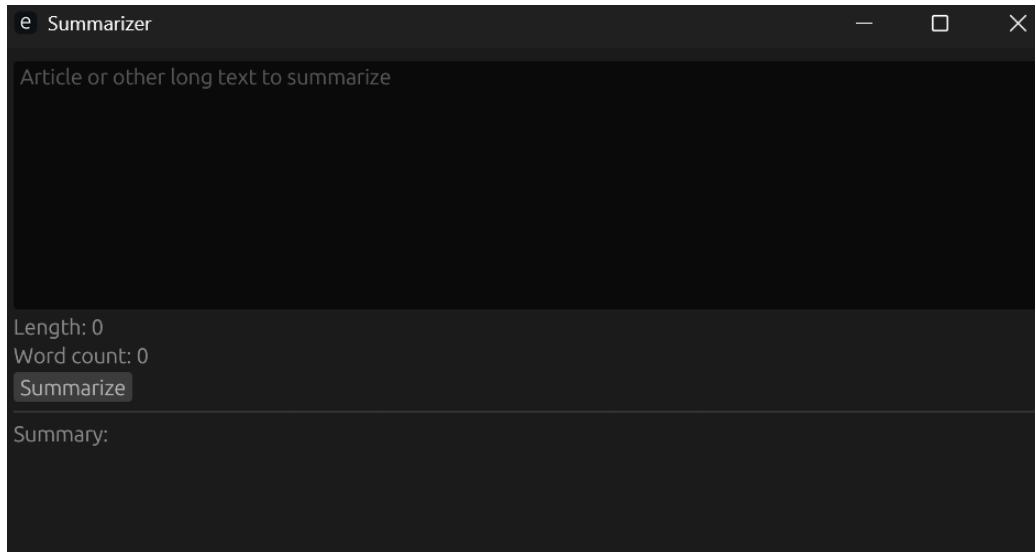 e Summarizer
Article or other long text to summarize
Length: 0
Word count: 0
Summarize
Summary: